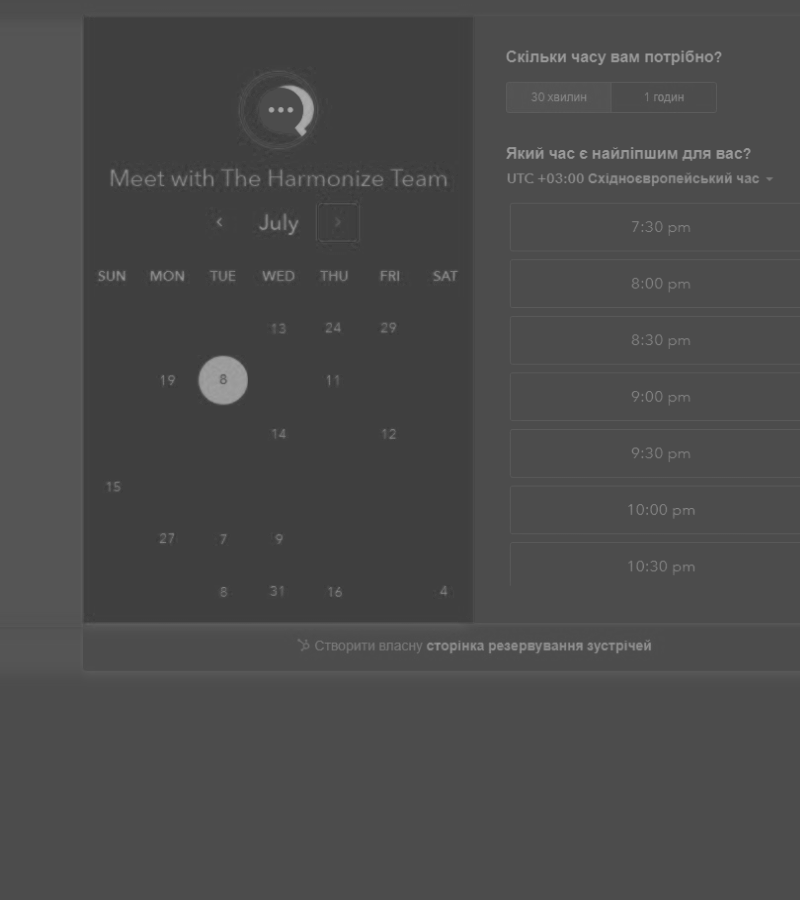 Meet with The Harmonize Team
July
SUN MON TUE WED THU FRI SAT
13 24 29
19 8 11
14 12
15
27 7 9
8 31 16 4
Скільки часу вам потрібно?
30 хвилин 1 годин
Який час є найліпшим для вас?
UTC +03:00 Східноєвропейський час
7:30 pm
8:00 pm
8:30 pm
9:00 pm
9:30 pm
10:00 pm
10:30 pm
Створити власну сторінка резервування зустрічей